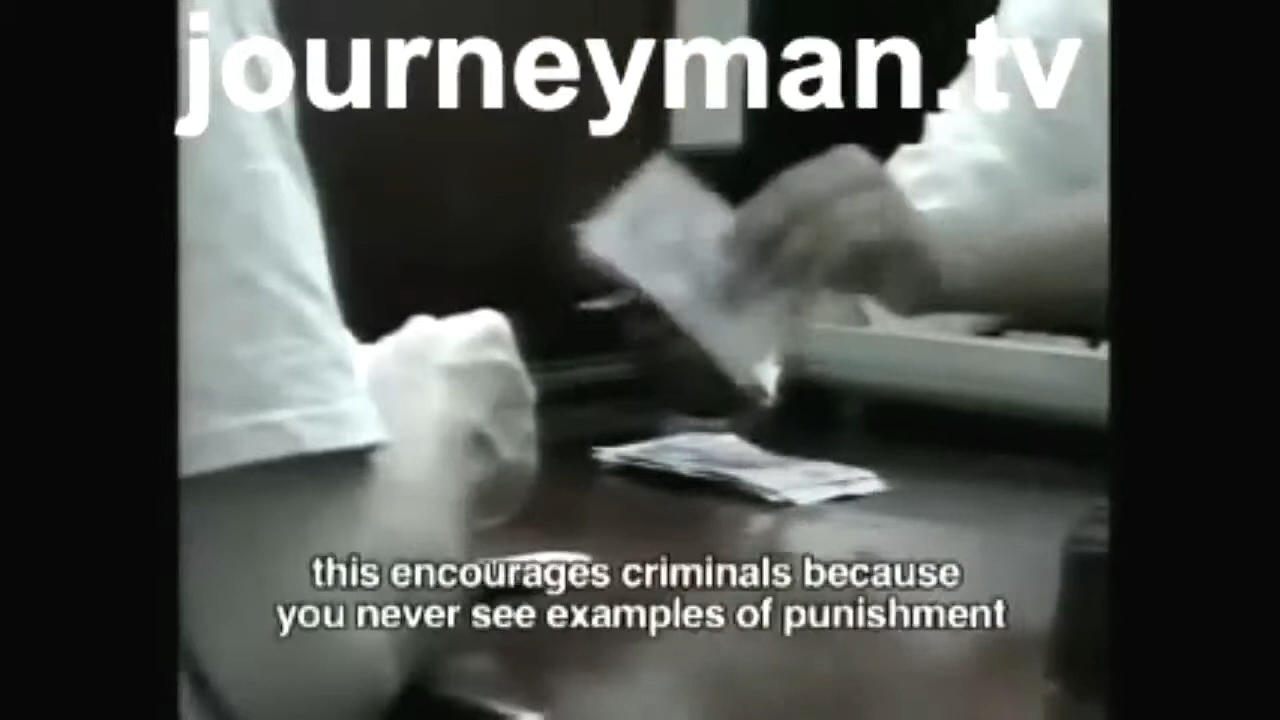 journeyman.tv
this encourages criminals because
you never see examples of punishment